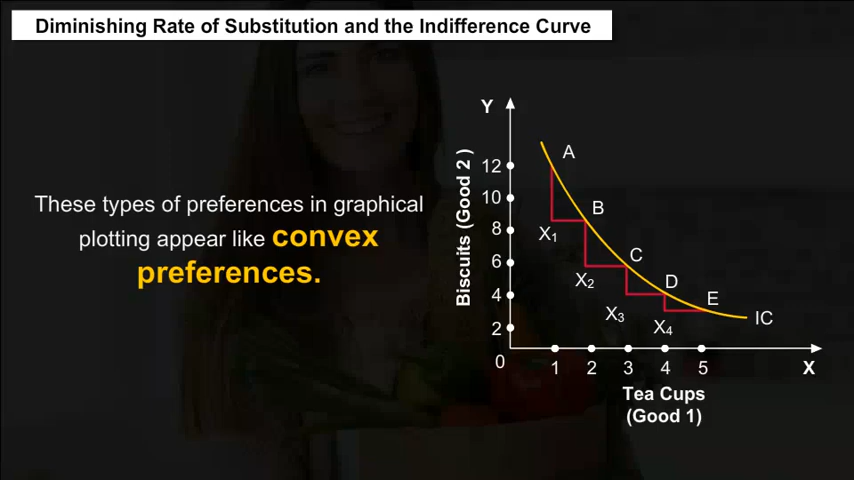 Diminishing Rate of Substitution and the Indifference Curve
These types of preferences in graphical
plotting appear like convex
preferences.
Y
Biscuits (Good 2 )
12
10
8
6
4
2
0
A
B
C
D
E
IC
X1
X2
X3
X4
1 2 3 4 5 X
Tea Cups
(Good 1)